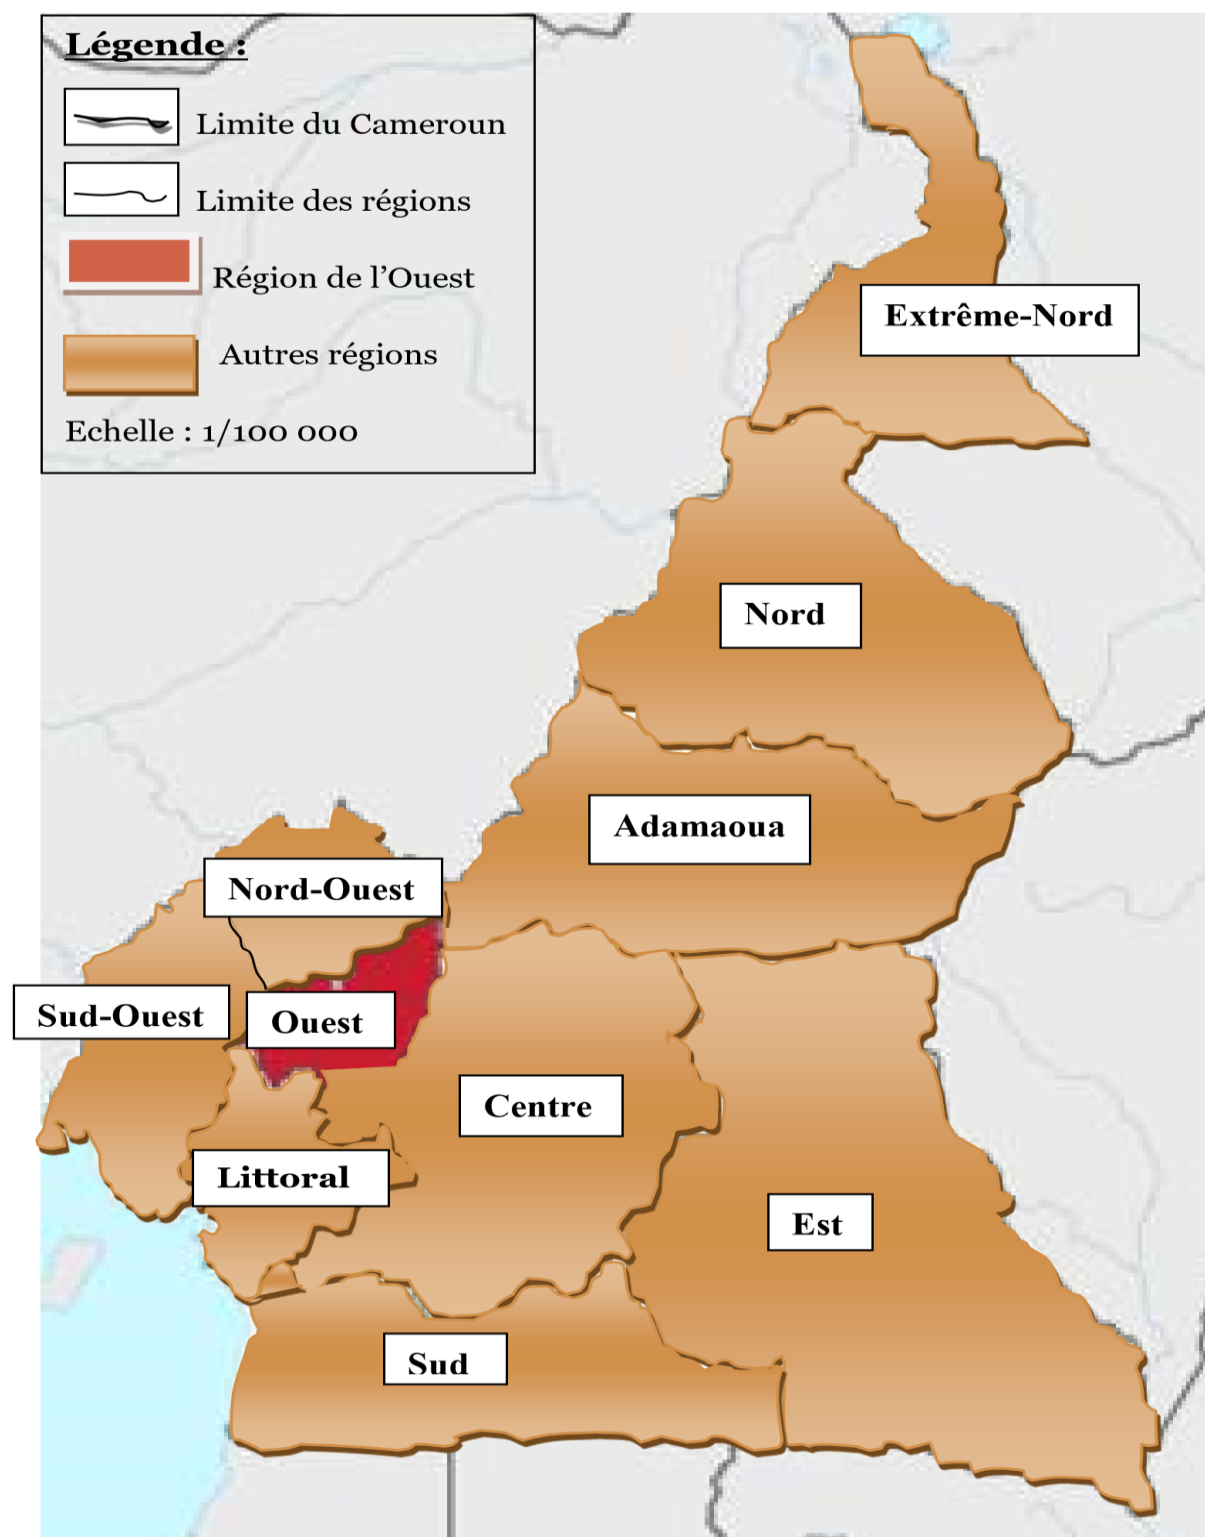 Légende :
Limite du Cameroun
Limite des régions
Région de l’Ouest
Autres régions
Echelle : 1/100 000
Extrême-Nord
Nord
Adamaoua
Nord-Ouest
Sud-Ouest
Ouest
Centre
Littoral
Est
Sud